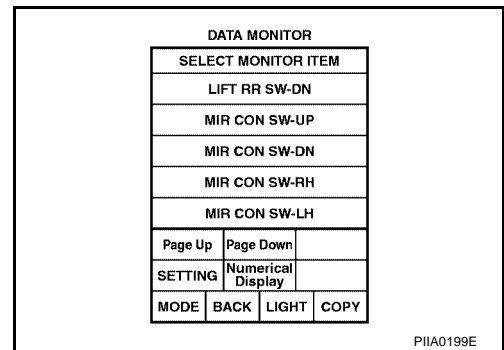 DATA MONITOR
SELECT MONITOR ITEM
LIFT RR SW-DN
MIR CON SW-UP
MIR CON SW-DN
MIR CON SW-RH
MIR CON SW-LH
Page Up Page Down
SETTING Numerical Display
MODE BACK LIGHT COPY
PIIA0199E